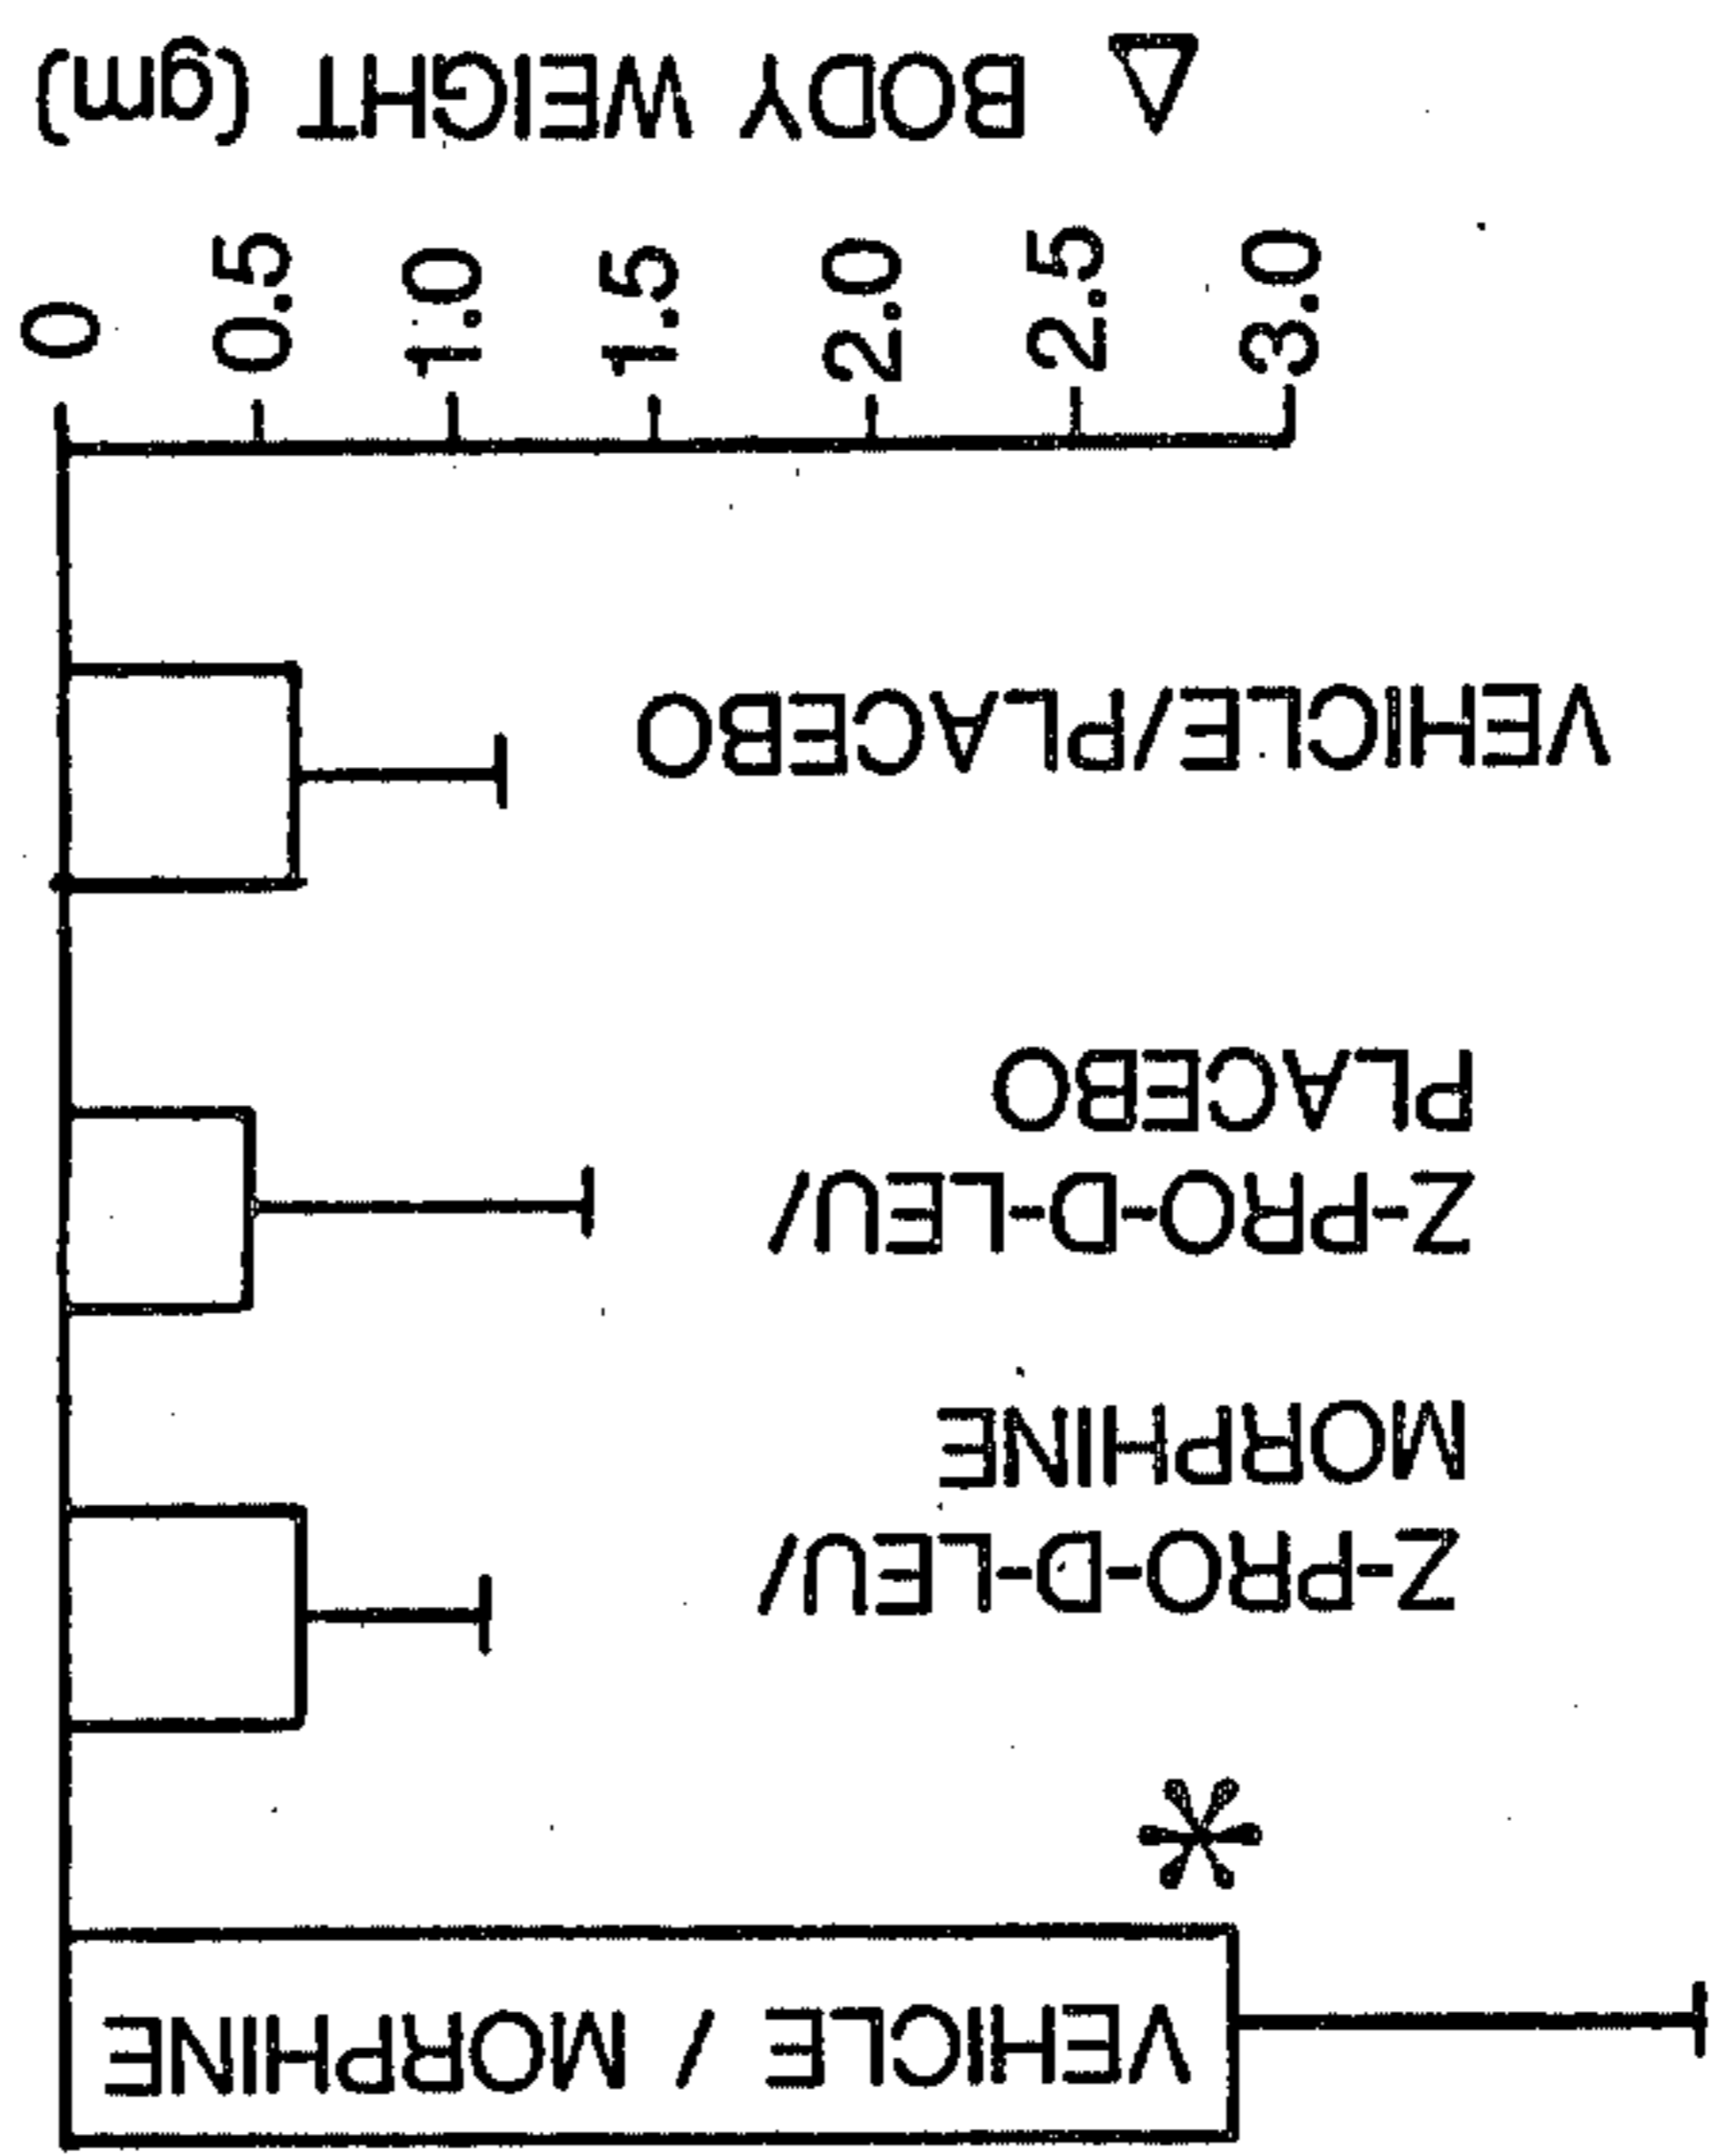 VEHICLE / MORPHINE
*
Z-PRO-D-LEU/
MORPHINE
Z-PRO-D-LEU/
PLACEBO
VEHICLE/PLACEBO
3.0 2.5 2.0 1.5 1.0 0.5 0
Δ BODY WEIGHT (gm)